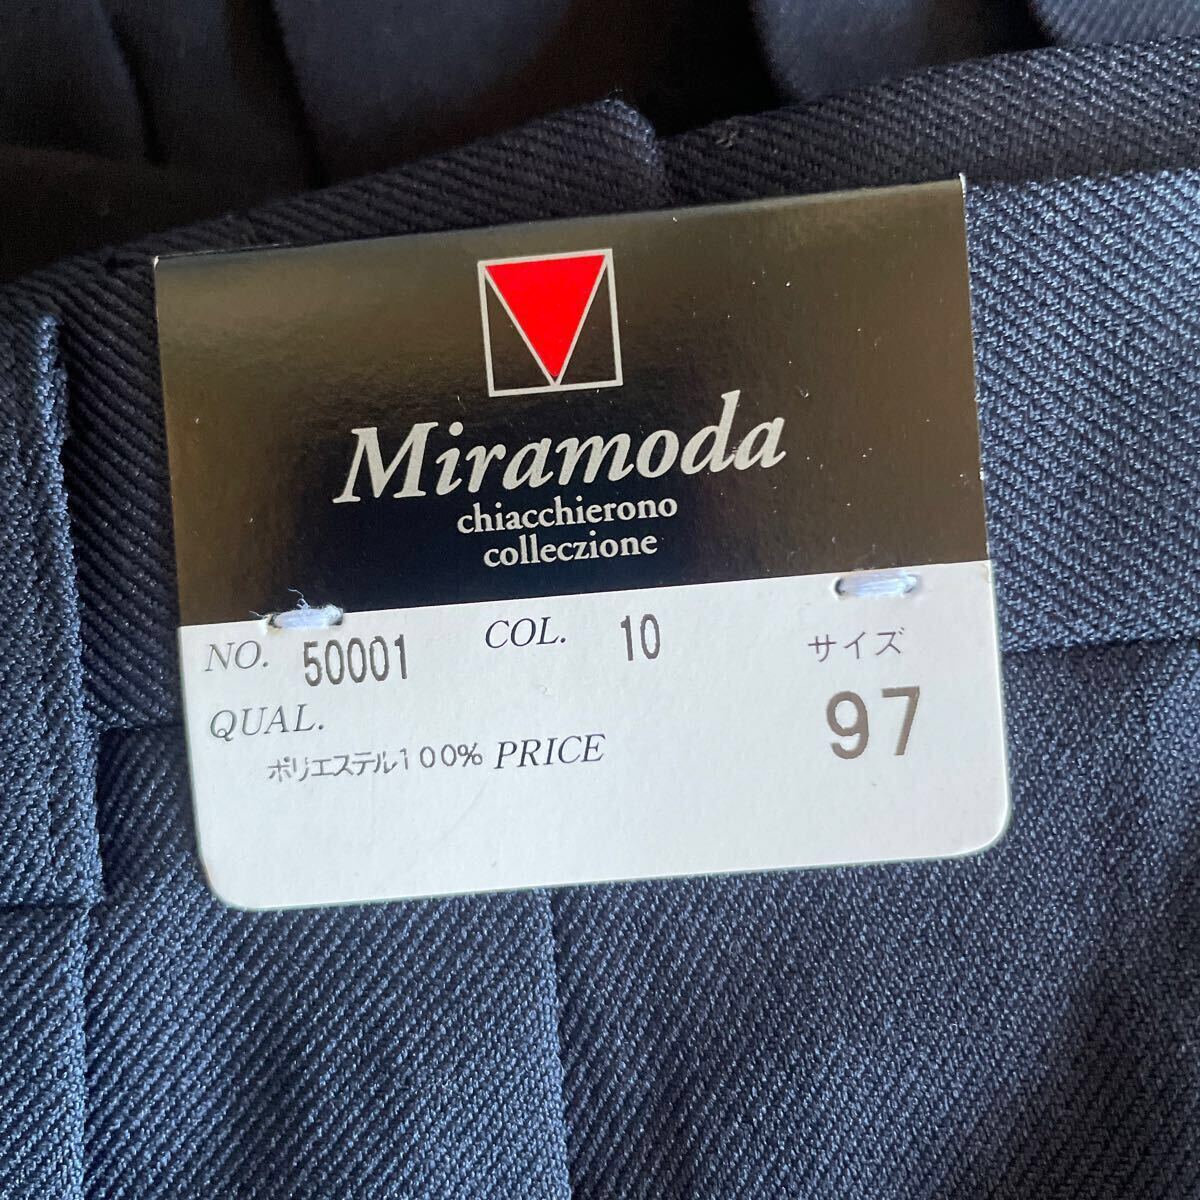 Miramoda
chiacchierono
colleczione
NO. 50001 COL. 10 サイズ
QUAL. 97
ポリエステル100% PRICE